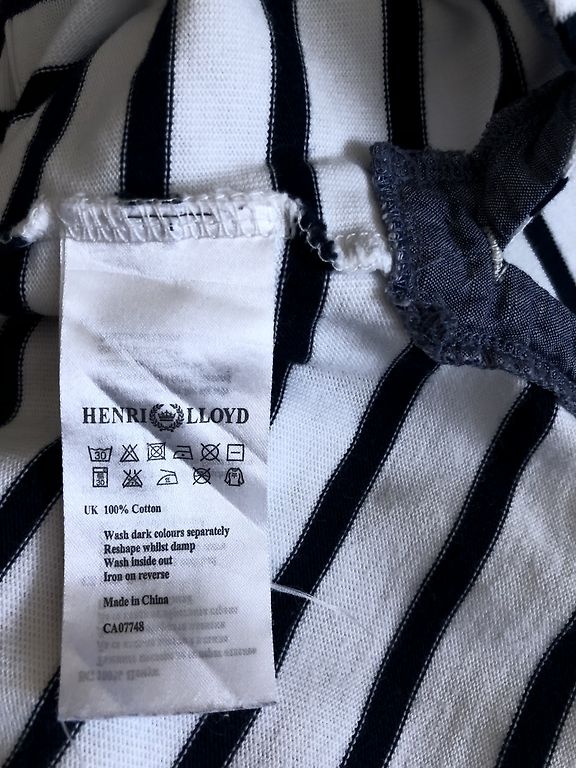 HENRI LLOYD
30
30
UK 100% Cotton
Wash dark colours separately
Reshape whilst damp
Wash inside out
Iron on reverse
Made in China
CA07748